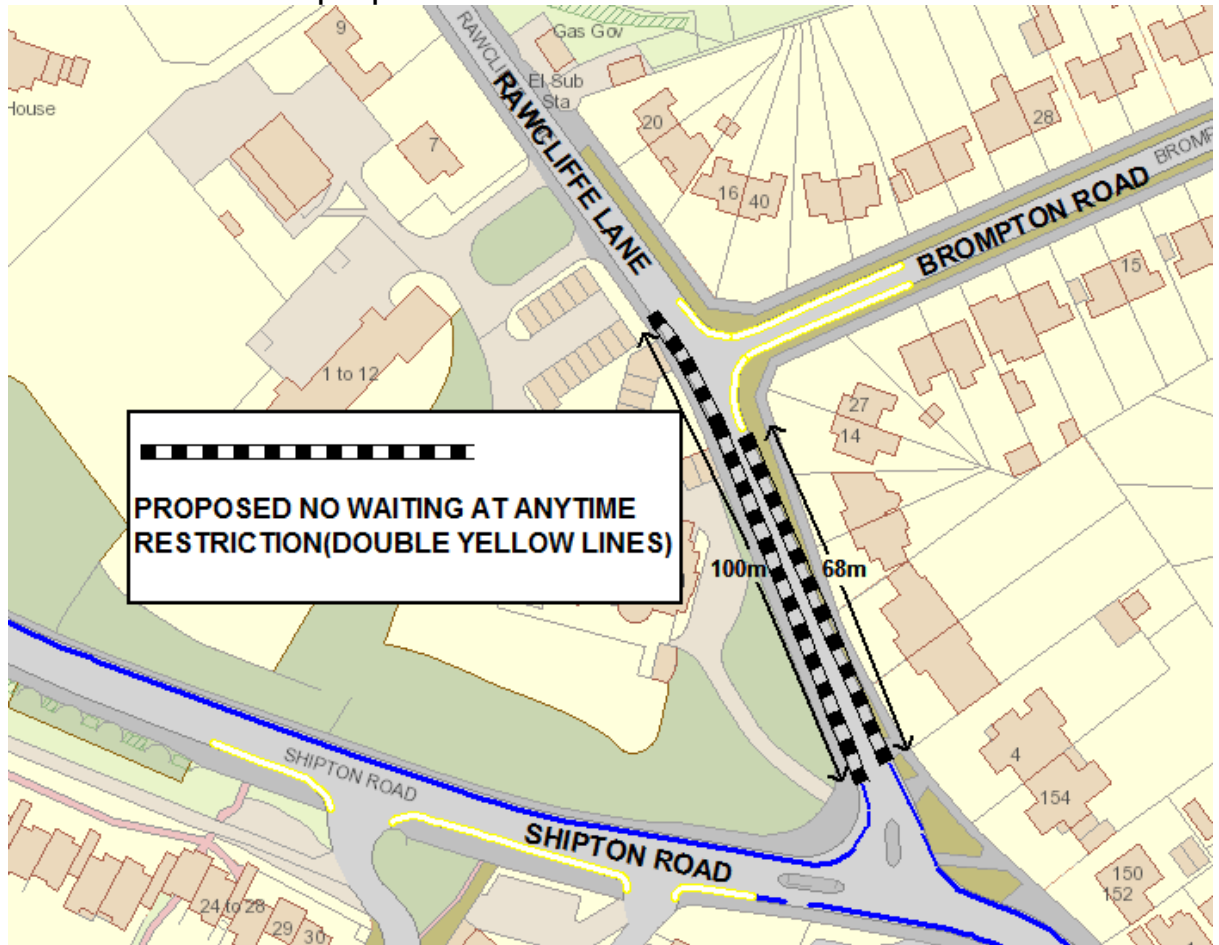 9
Gas Gov
RAWCLIF
El Sub
Sta
RAWCLIFFE LANE
House
7
20
16 40
28
BROMP
BROMPTON ROAD
15
1 to 12
27
14
PROPOSED NO WAITING AT ANYTIME
RESTRICTION(DOUBLE YELLOW LINES)
100m
68m
SHIPTON ROAD
SHIPTON ROAD
4
154
150
152
24 to 28
29
30